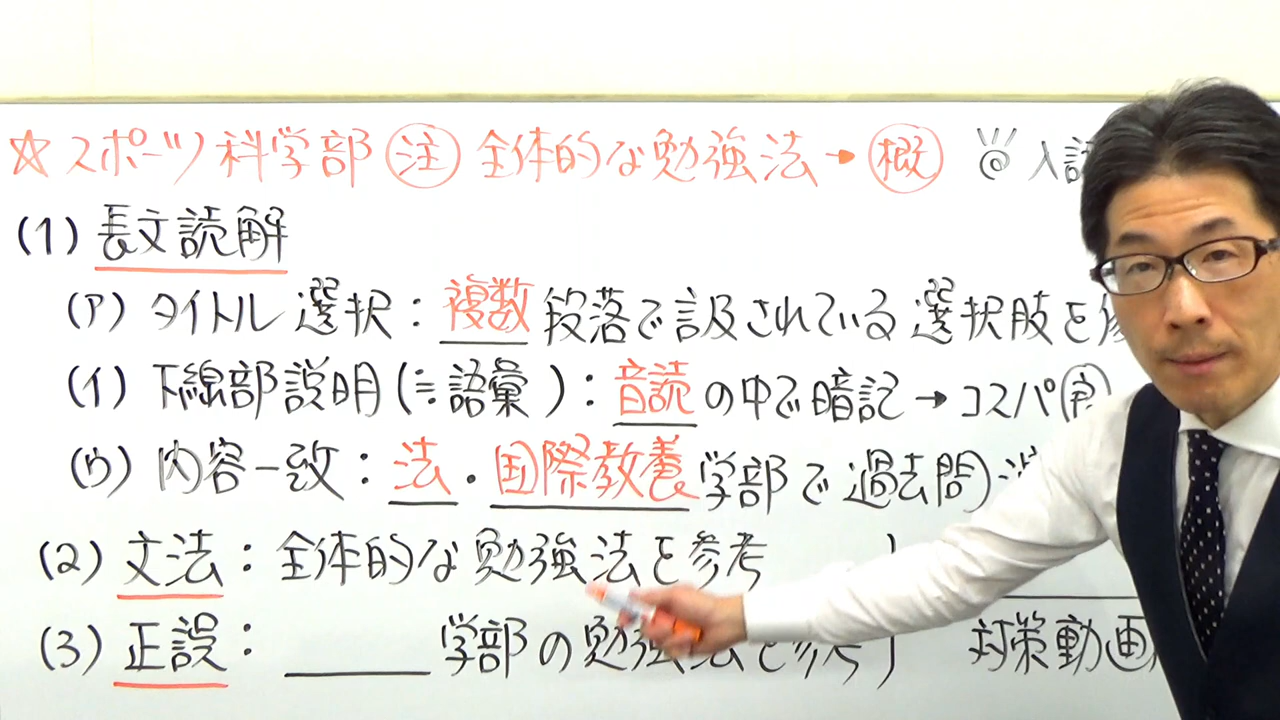 ☆スポーツ科学部 注 全体的な勉強法→概 入試
(1) 長文読解
(ア) タイトル選択：複数段落で言及されている選択肢を
(イ) 下線部説明(≒語彙)：音読の中で暗記→コスパ高
(ウ) 内容一致：法・国際教養学部で過去問
(2) 文法：全体的な勉強法を参考
(3) 正誤：＿＿＿学部の勉強法を参考 対策動画